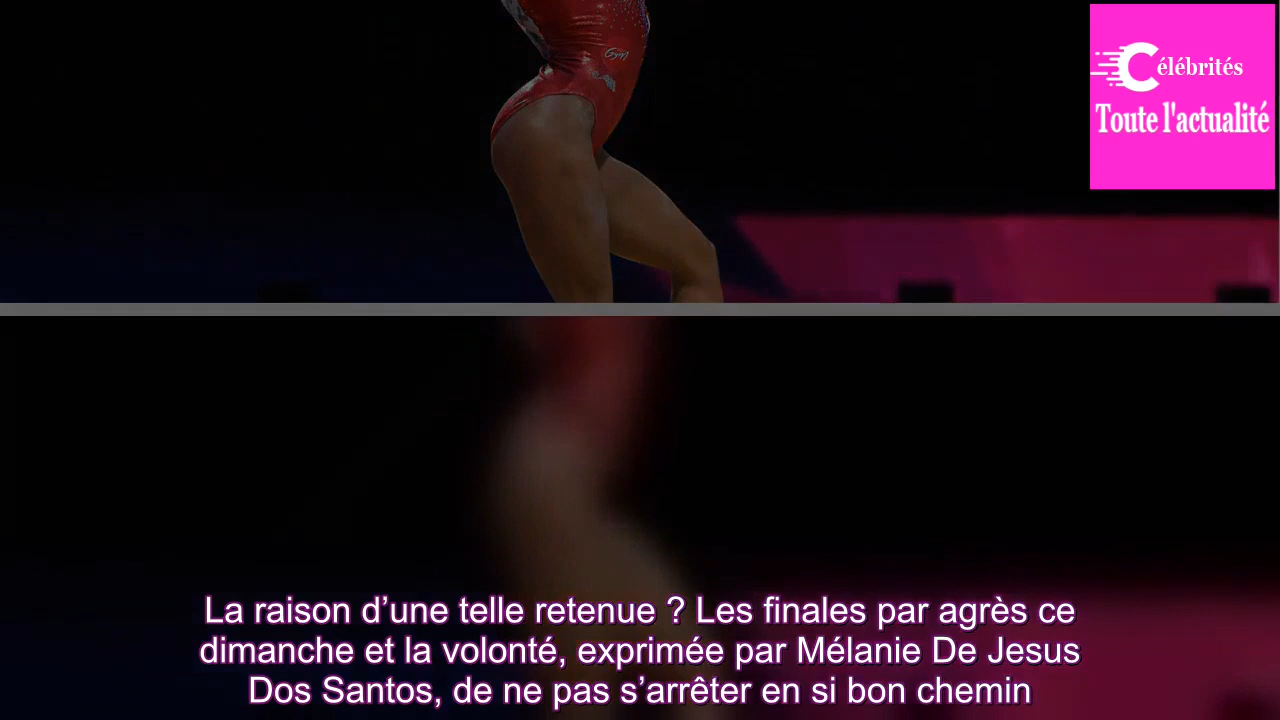 Gym
Célébrités
Toute l'actualité
La raison d’une telle retenue ? Les finales par agrès ce
dimanche et la volonté, exprimée par Mélanie De Jesus
Dos Santos, de ne pas s’arrêter en si bon chemin